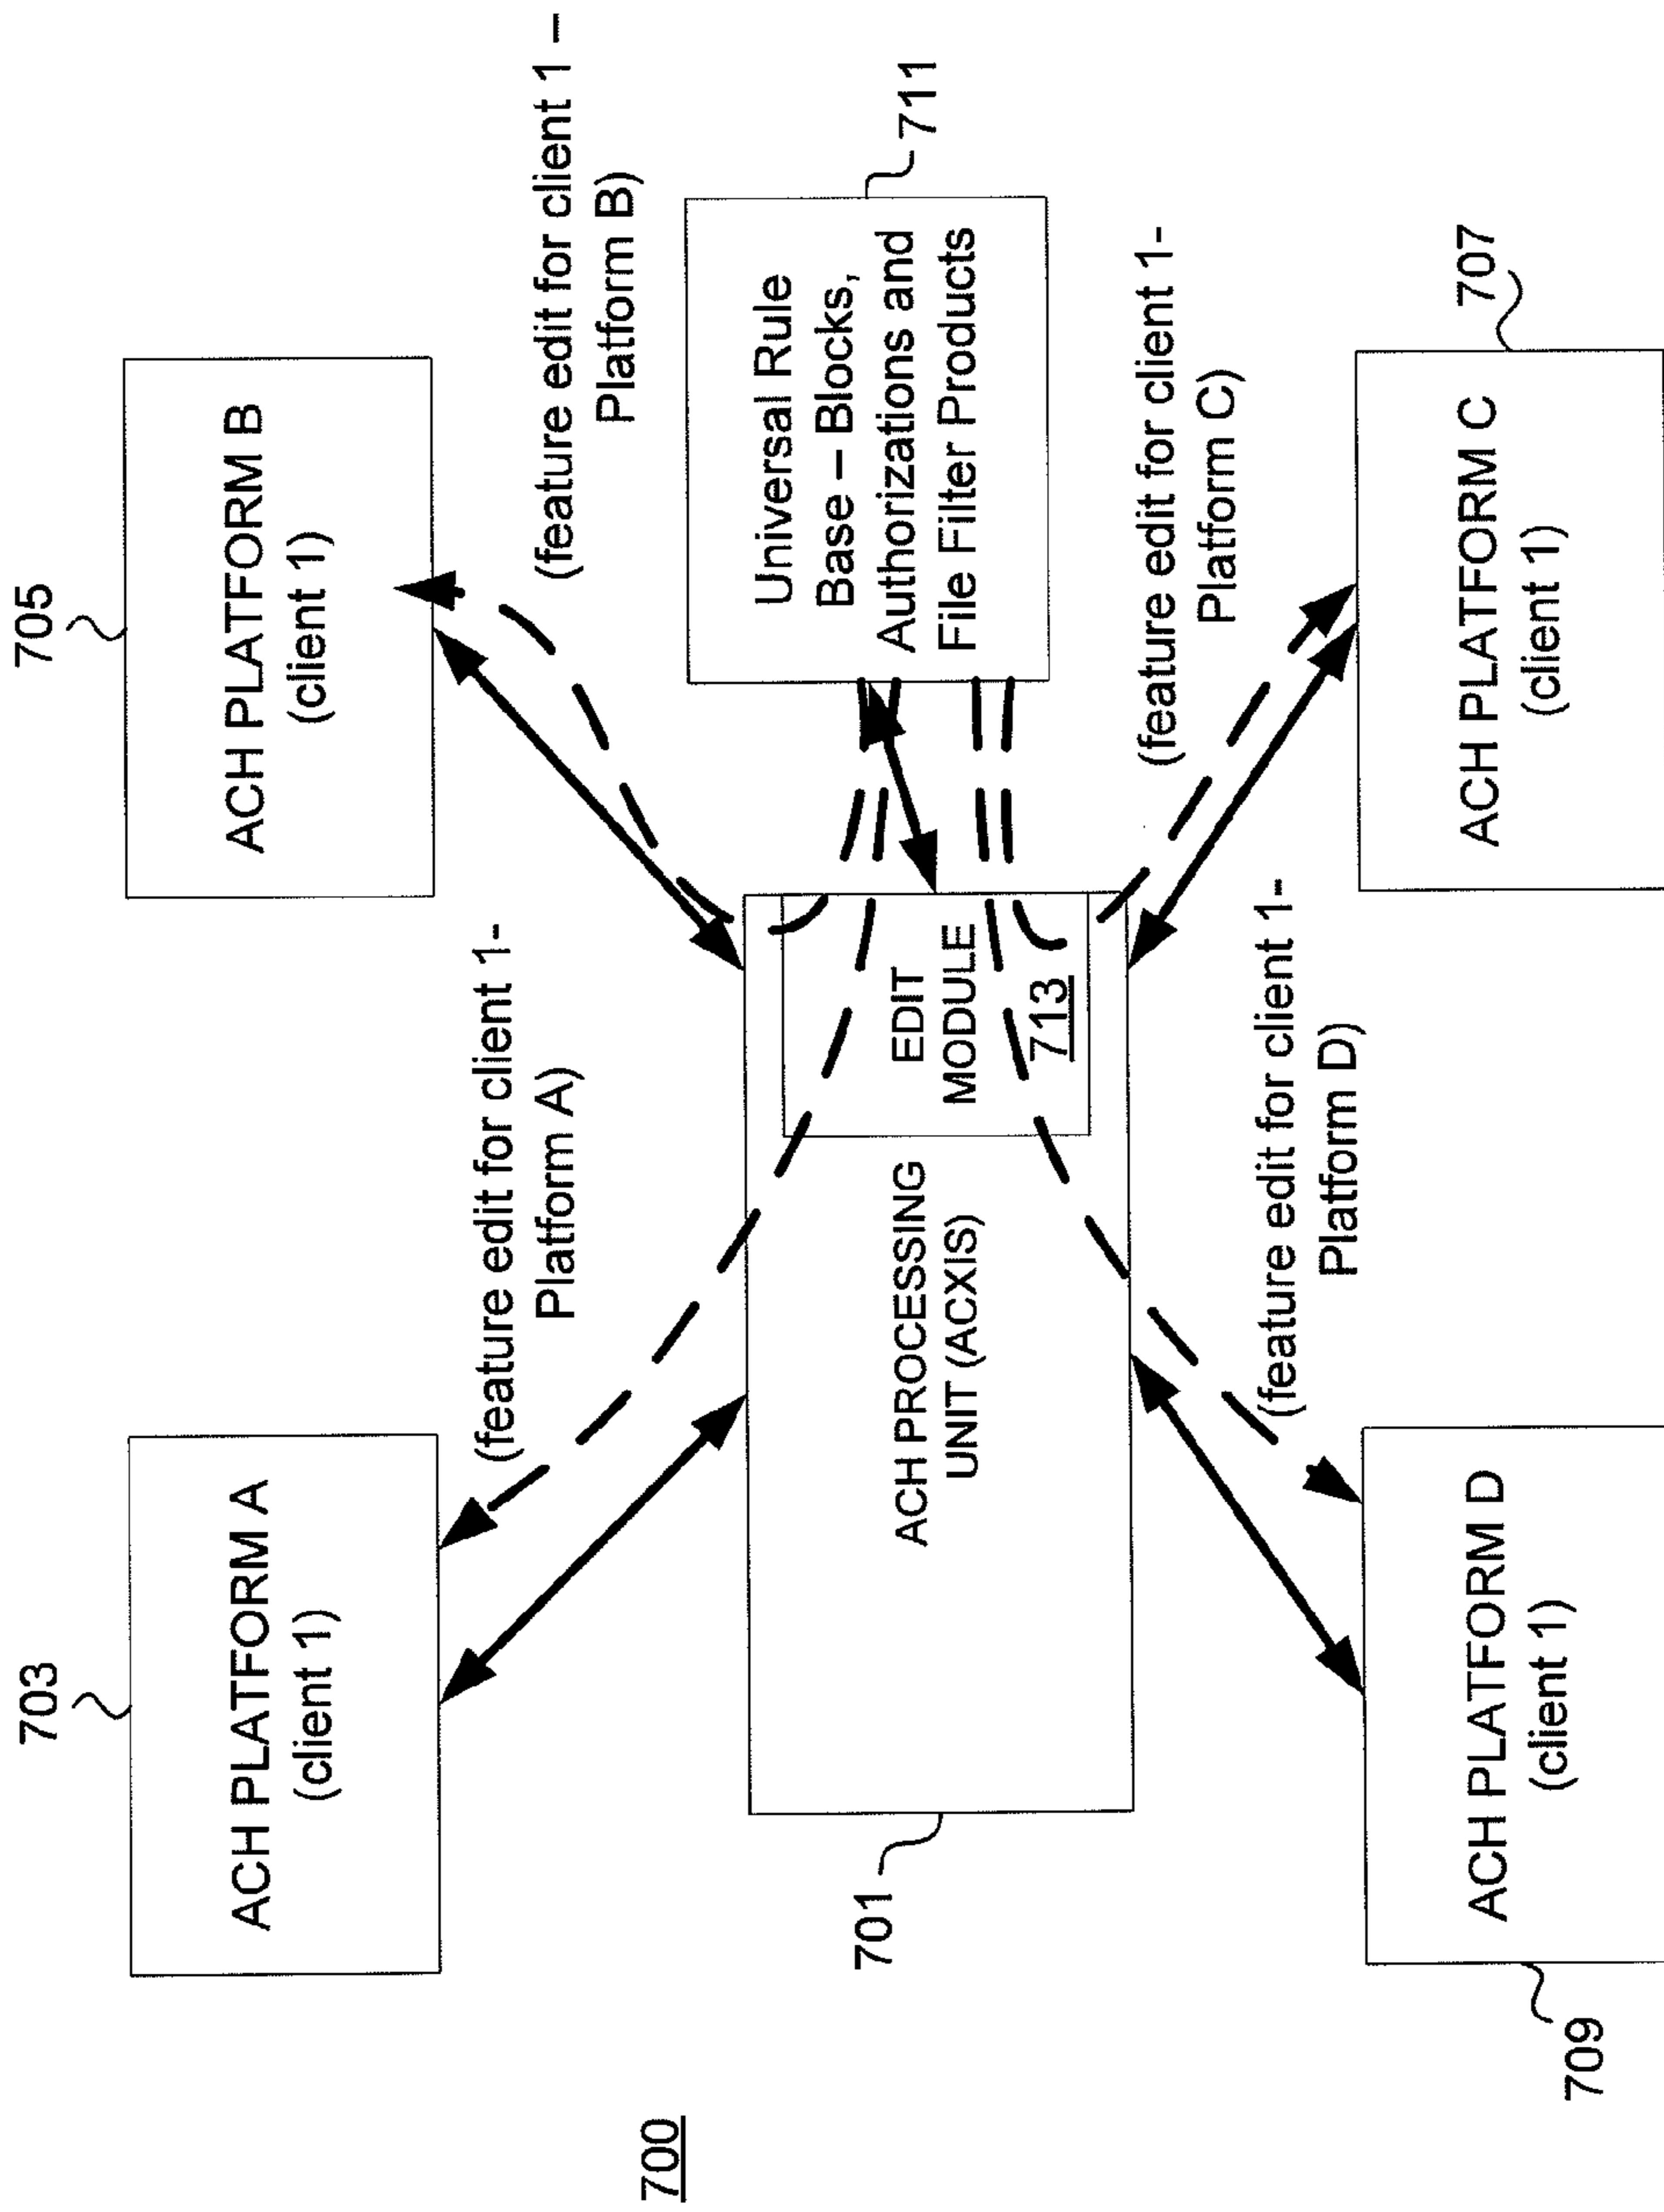 703
ACH PLATFORM A
(client 1)
705
ACH PLATFORM B
(client 1)
(feature edit for client 1-
Platform A)
(feature edit for client 1 –
Platform B)
700
701
ACH PROCESSING
UNIT (ACXIS)
EDIT
MODULE
713
Universal Rule
Base – Blocks,
Authorizations and
File Filter Products
711
(feature edit for client 1-
Platform D)
(feature edit for client 1-
Platform C)
709
ACH PLATFORM D
(client 1)
707
ACH PLATFORM C
(client 1)